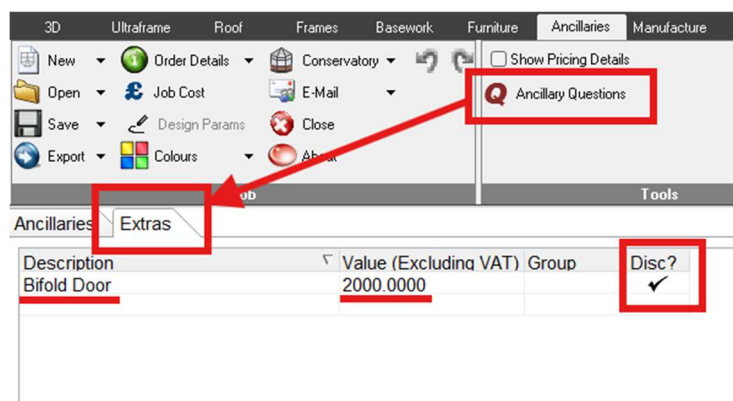 3D Ultraframe Roof Frames Basework Furniture Ancillaries Manufacture
New Order Details Conservatory Show Pricing Details
Open Job Cost E-Mail Q Ancillary Questions
Save Design Params Close
Export Colours About
Tools
Ancillaries Extras
Description Value (Excluding VAT) Group Disc?
Bifold Door 2000.0000